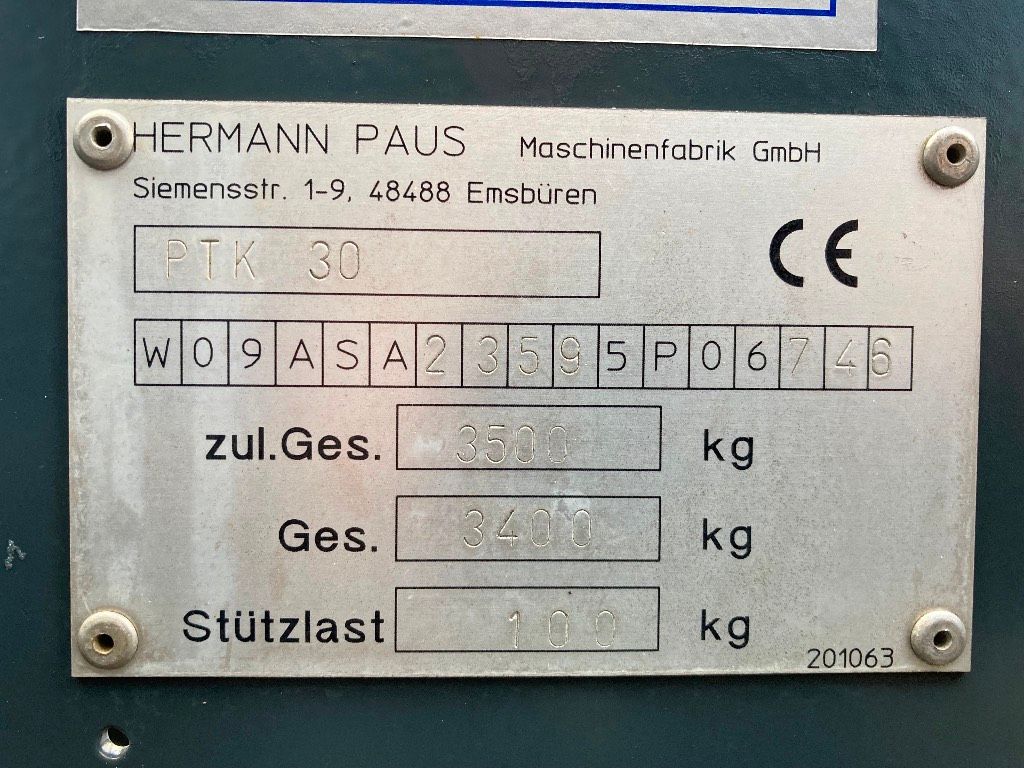 HERMANN PAUS Maschinenfabrik GmbH
Siemensstr. 1-9, 48488 Emsbüren
PTK 30 CE
W09ASA23595P06746
zul.Ges. 3500 kg
Ges. 3400 kg
Stützlast 100 kg
201063